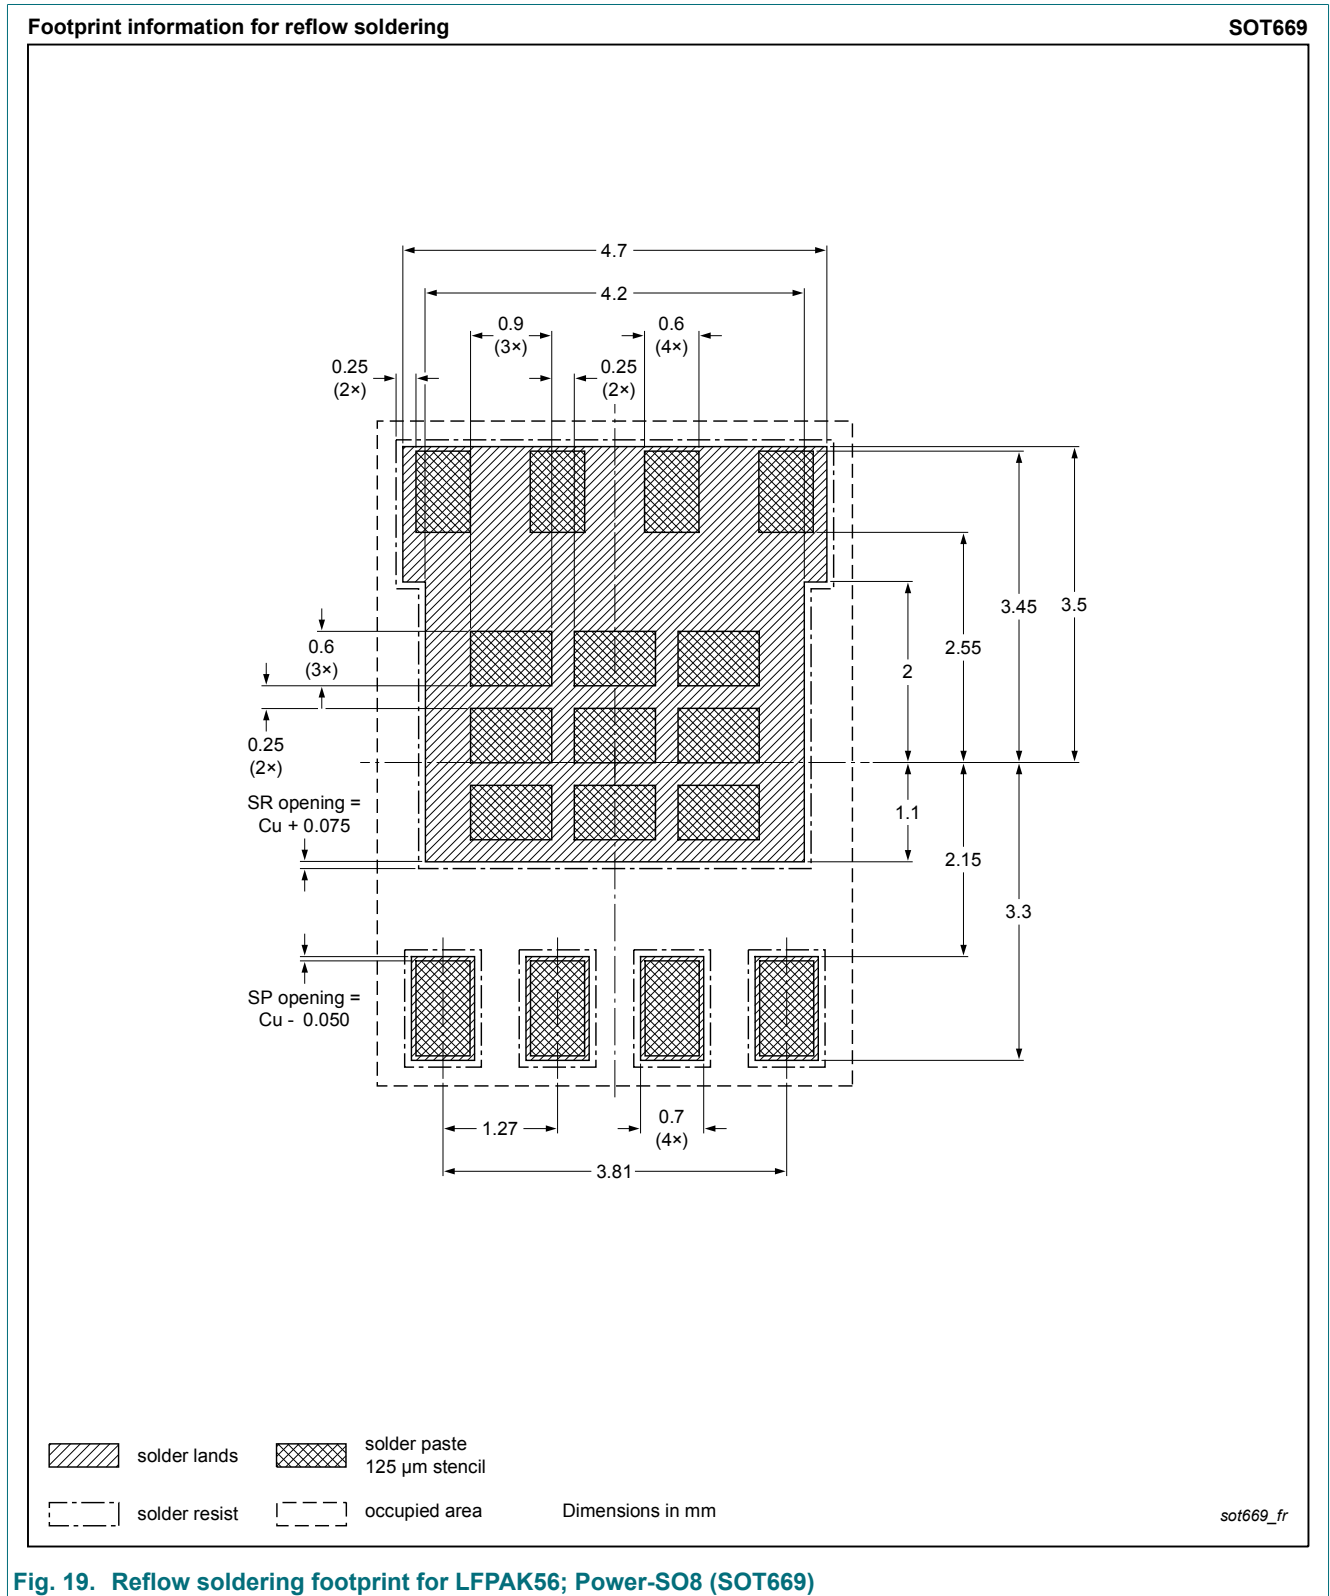 Footprint information for reflow soldering SOT669
4.7
4.2
0.9
(3×)
0.6
(4×)
0.25
(2×)
0.25
(2×)
3.45
3.5
2.55
2
0.6
(3×)
0.25
(2×)
SR opening =
Cu + 0.075
1.1
2.15
3.3
SP opening =
Cu - 0.050
1.27
0.7
(4×)
3.81
solder lands
solder paste
125 µm stencil
solder resist
occupied area
Dimensions in mm
sot669_fr
Fig. 19. Reflow soldering footprint for LFPAK56; Power-SO8 (SOT669)